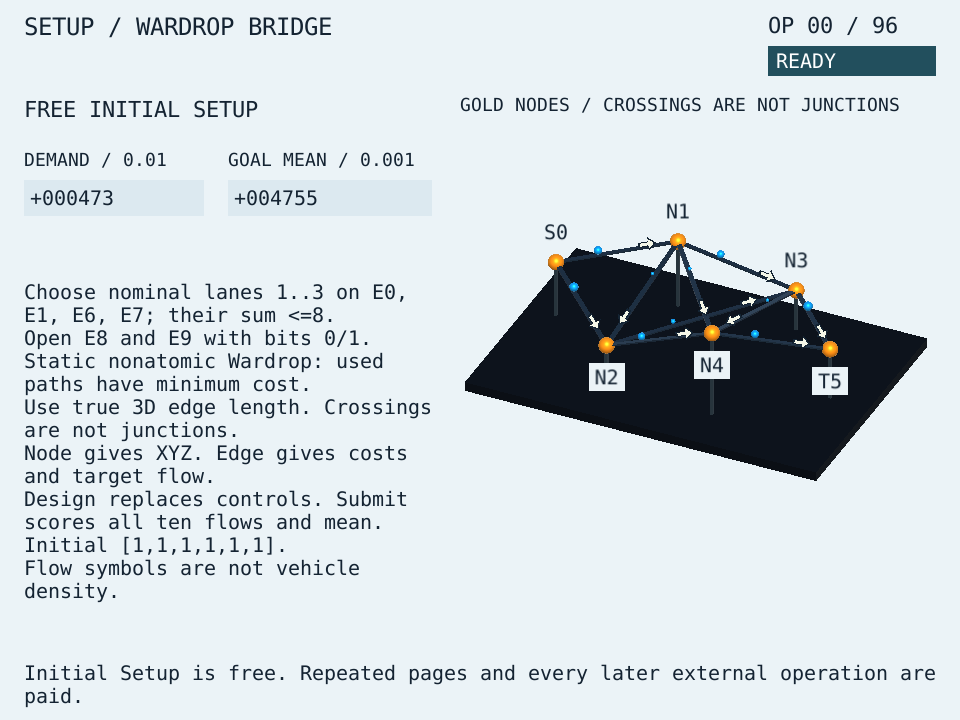 SETUP / WARDROP BRIDGE
OP 00 / 96
READY
FREE INITIAL SETUP
GOLD NODES / CROSSINGS ARE NOT JUNCTIONS
DEMAND / 0.01
GOAL MEAN / 0.001
+000473
+004755
S0
N1
N3
N2
N4
T5
Choose nominal lanes 1..3 on E0,
E1, E6, E7; their sum <=8.
Open E8 and E9 with bits 0/1.
Static nonatomic Wardrop: used
paths have minimum cost.
Use true 3D edge length. Crossings
are not junctions.
Node gives XYZ. Edge gives costs
and target flow.
Design replaces controls. Submit
scores all ten flows and mean.
Initial [1,1,1,1,1,1].
Flow symbols are not vehicle
density.
Initial Setup is free. Repeated pages and every later external operation are
paid.